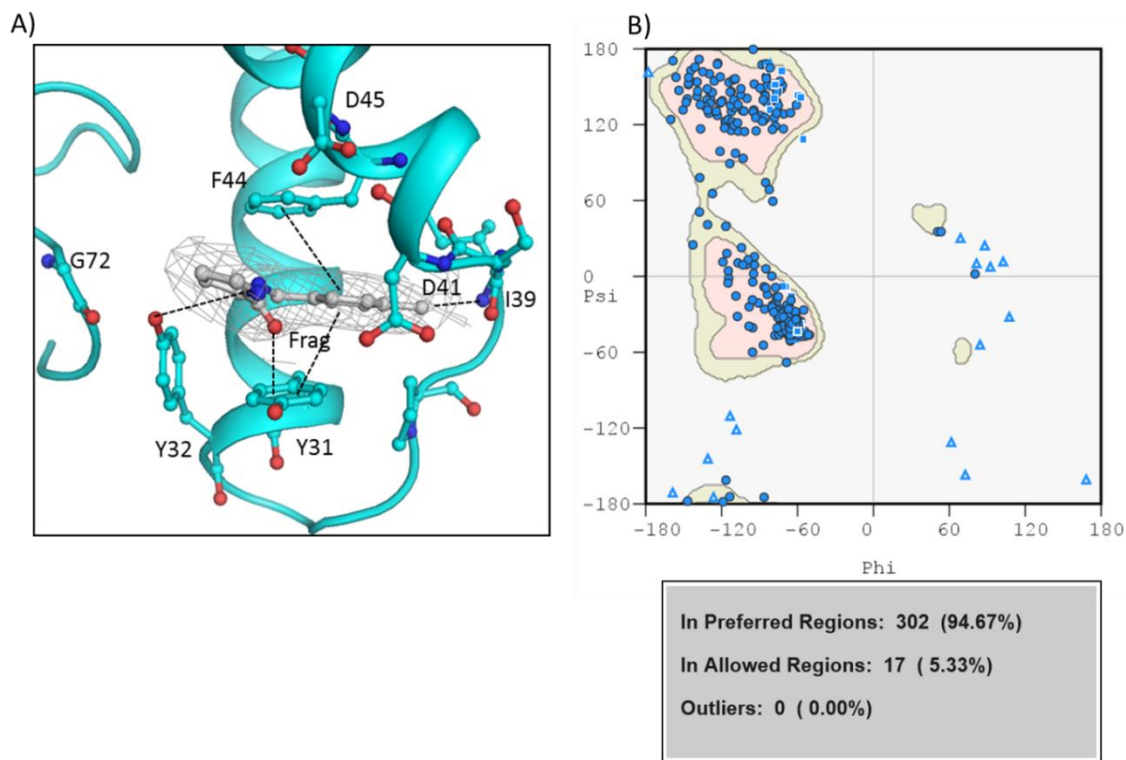 A)
D45
F44
G72
D41
I39
Frag
Y32
Y31
B)
180
120
60
0
Psi
-60
-120
-180
-180 -120 -60 0 60 120 180
Phi
In Preferred Regions: 302 (94.67%)
In Allowed Regions: 17 ( 5.33%)
Outliers: 0 ( 0.00%)